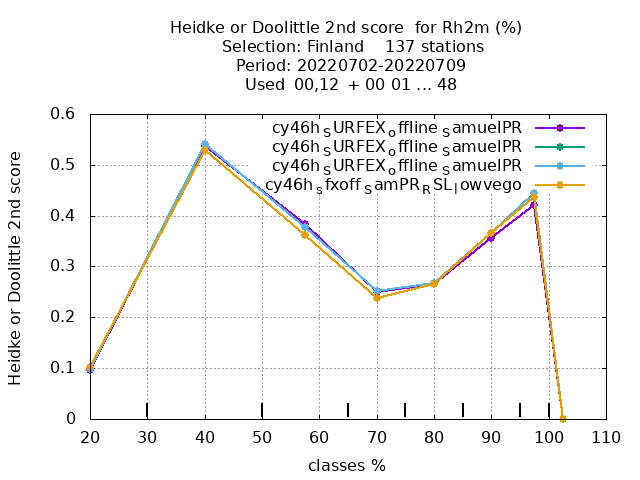 Heidke or Doolittle 2nd score  for Rh2m (%)
Selection: Finland    137 stations
Period: 20220702-20220709
Used  00,12  + 00 01 ... 48
cy46h_SURFEX_offline_SamuelPR
cy46h_SURFEX_offline_SamuelPR
cy46h_SURFEX_offline_SamuelPR
cy46h_sfxoff_SamPR_RSL_lowvego
Heidke or Doolittle 2nd score
0.6
0.5
0.4
0.3
0.2
0.1
0
20 30 40 50 60 70 80 90 100 110
classes %